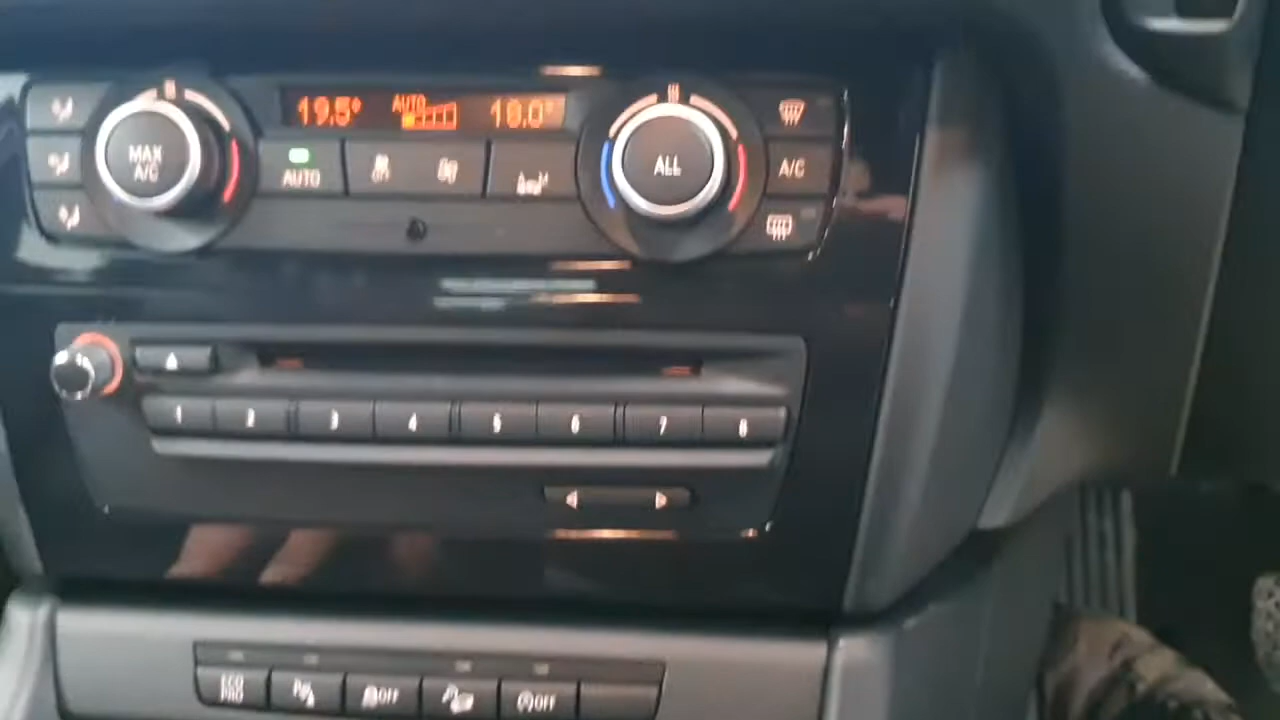 19.5° AUTO 18.0°
MAX A/C
AUTO
ALL
A/C
1 2 3 4 5 6 7 8
ECO PRO
OFF
OFF